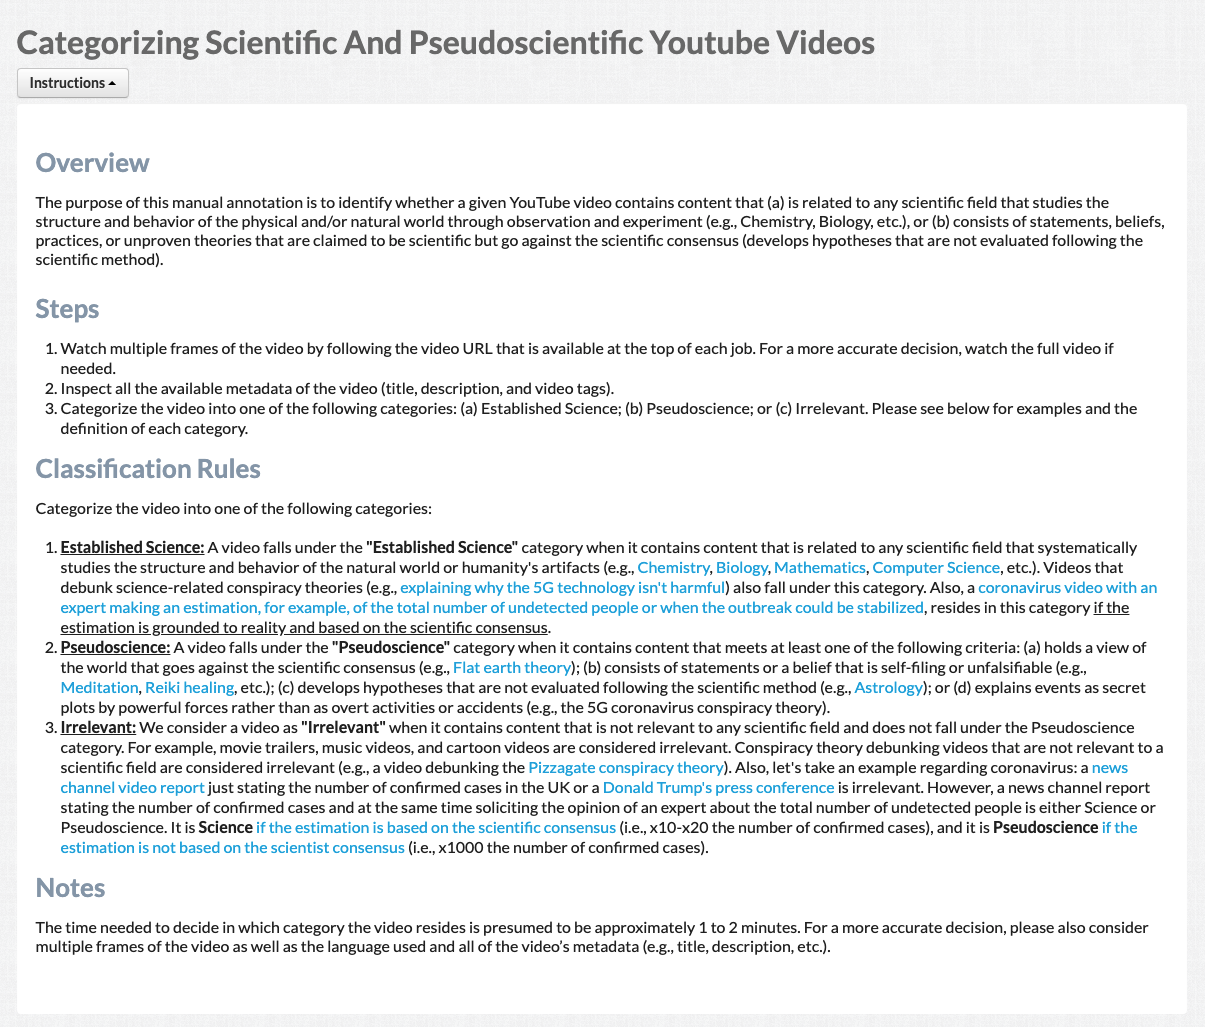 Categorizing Scientific And Pseudoscientific Youtube Videos
Instructions
Overview
The purpose of this manual annotation is to identify whether a given YouTube video contains content that (a) is related to any scientific field that studies the
structure and behavior of the physical and/or natural world through observation and experiment (e.g., Chemistry, Biology, etc.), or (b) consists of statements, beliefs,
practices, or unproven theories that are claimed to be scientific but go against the scientific consensus (develops hypotheses that are not evaluated following the
scientific method).
Steps
1. Watch multiple frames of the video by following the video URL that is available at the top of each job. For a more accurate decision, watch the full video if
needed.
2. Inspect all the available metadata of the video (title, description, and video tags).
3. Categorize the video into one of the following categories: (a) Established Science; (b) Pseudoscience; or (c) Irrelevant. Please see below for examples and the
definition of each category.
Classification Rules
Categorize the video into one of the following categories:
1. Established Science: A video falls under the "Established Science" category when it contains content that is related to any scientific field that systematically
studies the structure and behavior of the natural world or humanity's artifacts (e.g., Chemistry, Biology, Mathematics, Computer Science, etc.). Videos that
debunk science-related conspiracy theories (e.g., explaining why the 5G technology isn't harmful) also fall under this category. Also, a coronavirus video with an
expert making an estimation, for example, of the total number of undetected people or when the outbreak could be stabilized, resides in this category if the
estimation is grounded to reality and based on the scientific consensus.
2. Pseudoscience: A video falls under the "Pseudoscience" category when it contains content that meets at least one of the following criteria: (a) holds a view of
the world that goes against the scientific consensus (e.g., Flat earth theory); (b) consists of statements or a belief that is self-filing or unfalsifiable (e.g.,
Meditation, Reiki healing, etc.); (c) develops hypotheses that are not evaluated following the scientific method (e.g., Astrology); or (d) explains events as secret
plots by powerful forces rather than as overt activities or accidents (e.g., the 5G coronavirus conspiracy theory).
3. Irrelevant: We consider a video as "Irrelevant" when it contains content that is not relevant to any scientific field and does not fall under the Pseudoscience
category. For example, movie trailers, music videos, and cartoon videos are considered irrelevant. Conspiracy theory debunking videos that are not relevant to a
scientific field are considered irrelevant (e.g., a video debunking the Pizzagate conspiracy theory). Also, let's take an example regarding coronavirus: a news
channel video report just stating the number of confirmed cases in the UK or a Donald Trump's press conference is irrelevant. However, a news channel report
stating the number of confirmed cases and at the same time soliciting the opinion of an expert about the total number of undetected people is either Science or
Pseudoscience. It is Science if the estimation is based on the scientific consensus (i.e., x10-x20 the number of confirmed cases), and it is Pseudoscience if the
estimation is not based on the scientist consensus (i.e., x1000 the number of confirmed cases).
Notes
The time needed to decide in which category the video resides is presumed to be approximately 1 to 2 minutes. For a more accurate decision, please also consider
multiple frames of the video as well as the language used and all of the video’s metadata (e.g., title, description, etc.).